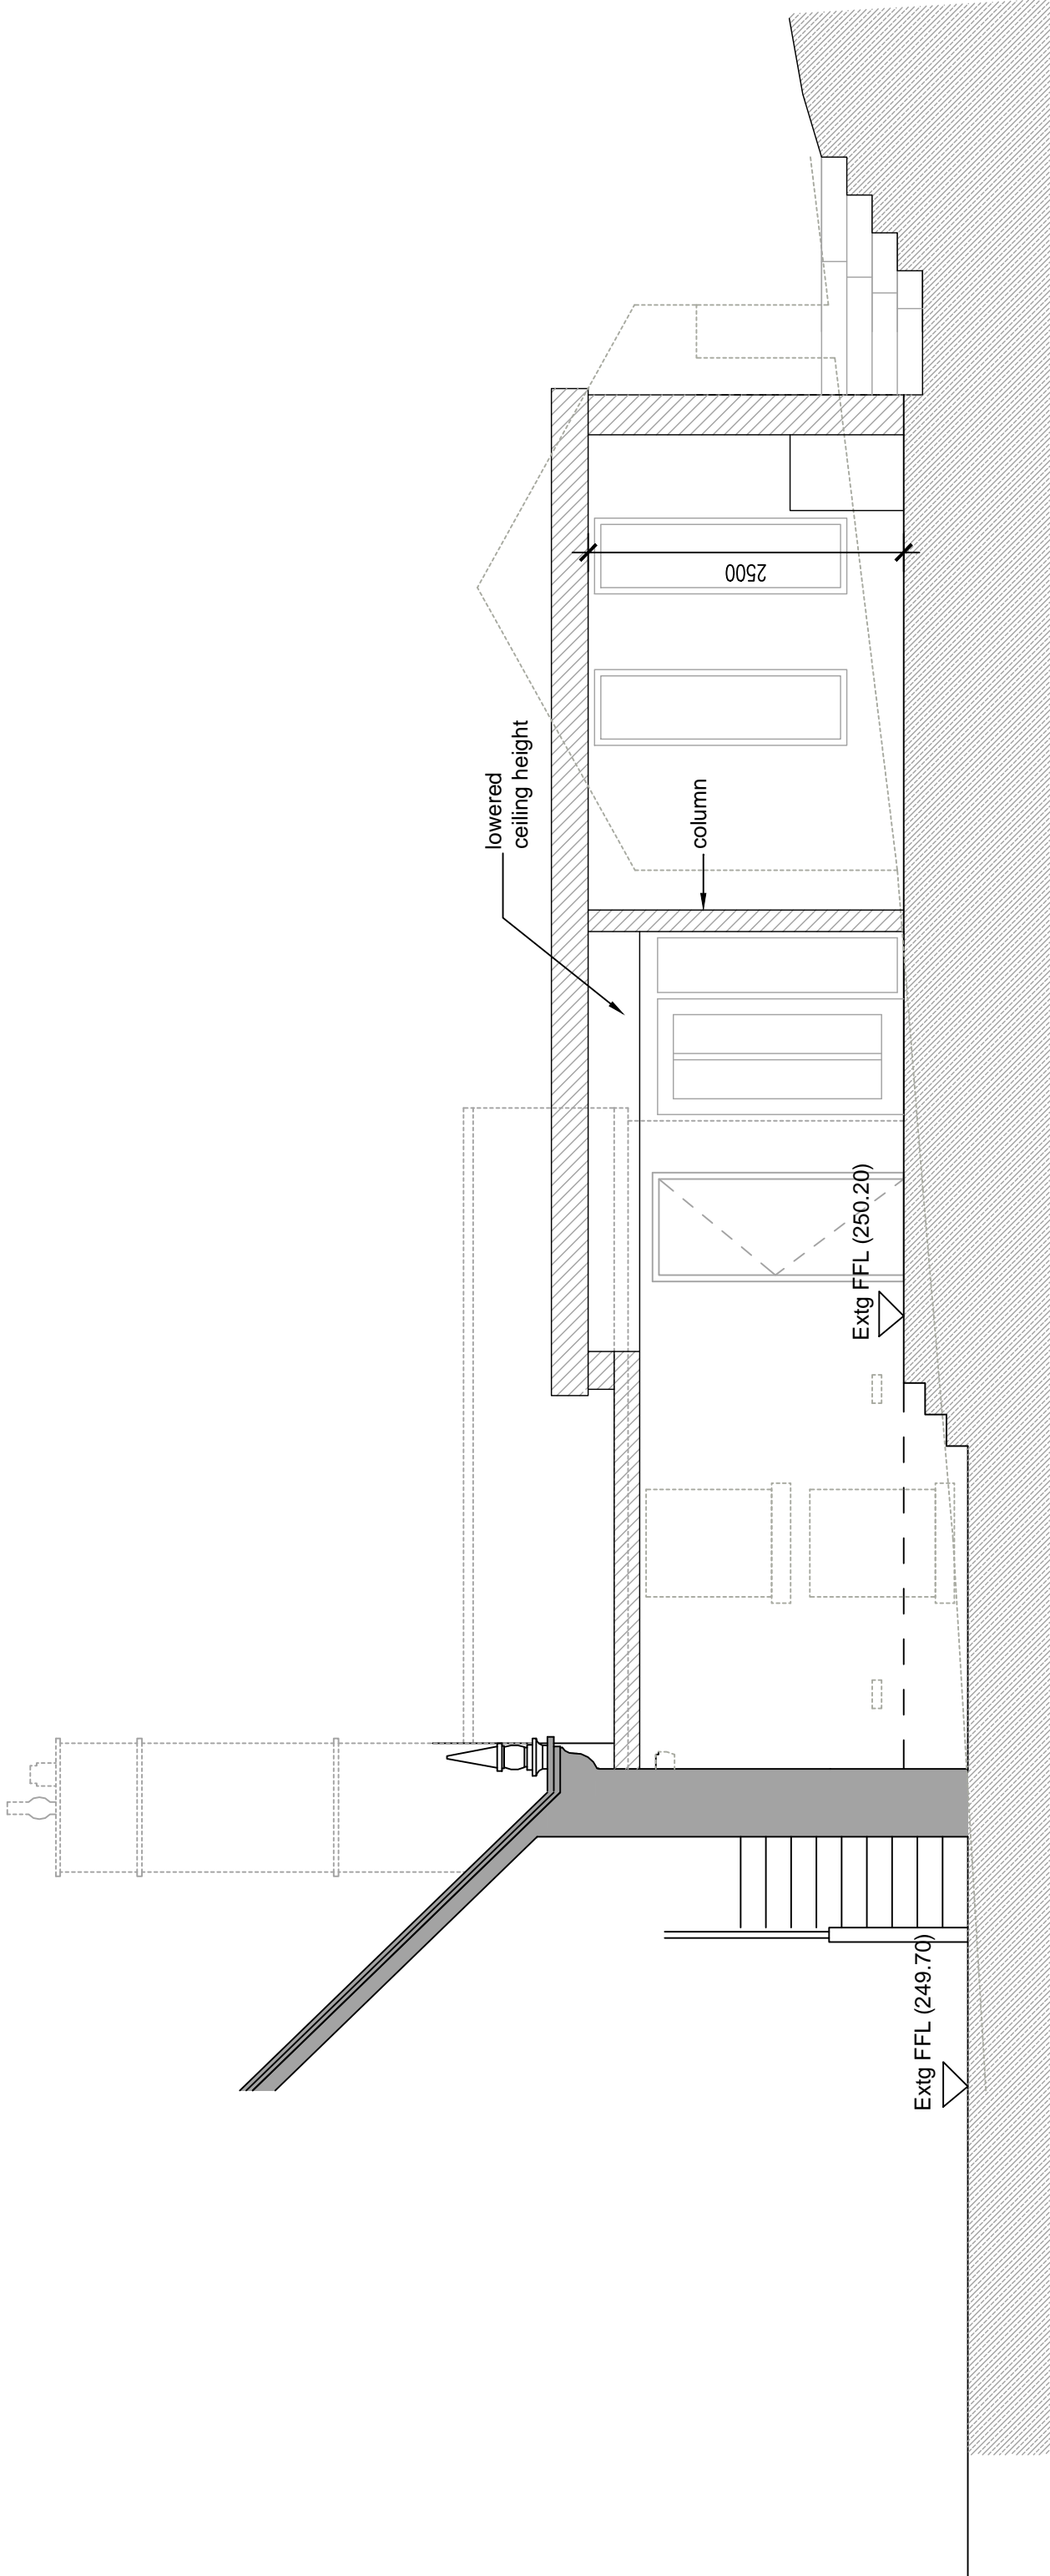 Extg FFL (249.70)
Extg FFL (250.20)
lowered
ceiling height
column
2500